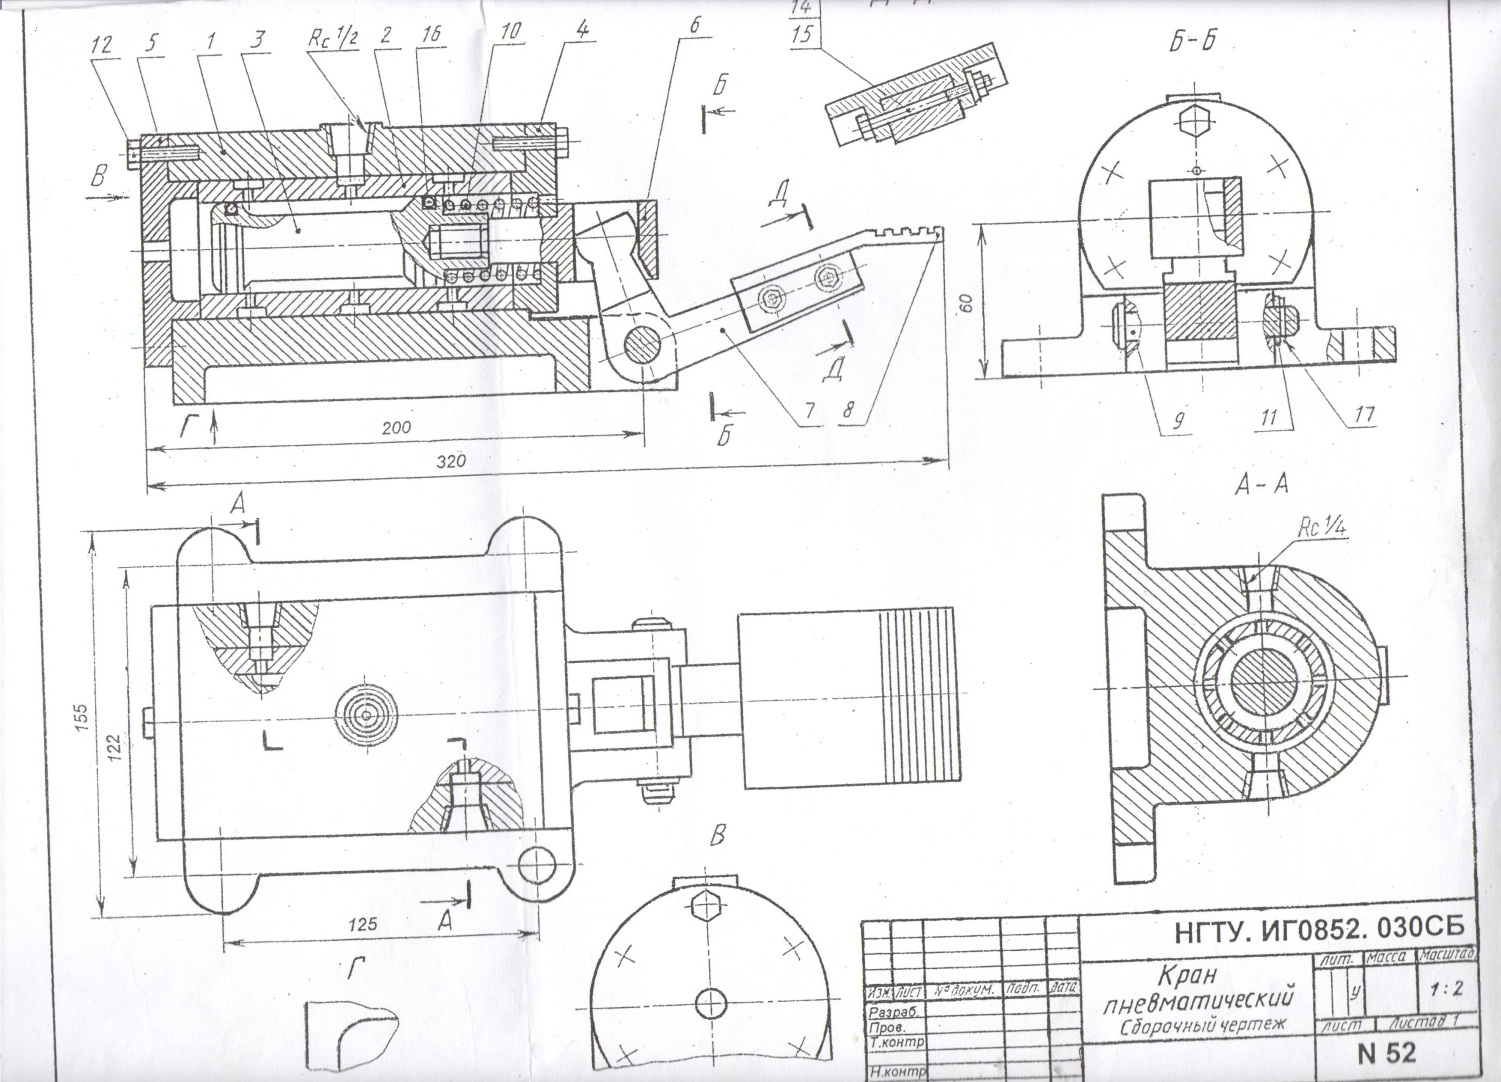 12
5
1
3
Rc 1/2
2
16
10
4
6
14
15
Б
Б-Б
В
Д
60
Д
Г
200
Б
7
8
9
11
17
320
А
А-А
Rc 1/4
155
122
В
А
125
Г
НГТУ. ИГ0852. 030СБ
Кран
пневматический
Сборочный чертеж
Лит.
Масса
Масштаб
у
1:2
Изм.
Лист
№ докум.
Подп.
Дата
Разраб.
Пров.
Т.контр
Лист
Листов 1
N 52
Н.контр